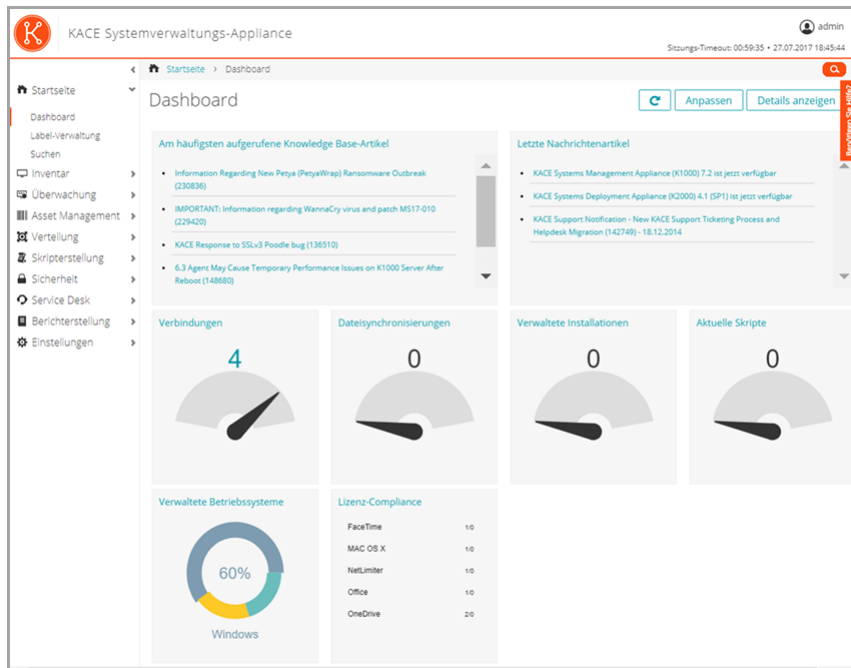 KACE Systemverwaltungs-Appliance
admin
Sitzungs-Timeout: 00:59:35 • 27.07.2017 18:45:44
Startseite › Dashboard
Startseite
Dashboard
Label-Verwaltung
Suchen
Inventar
Überwachung
Asset Management
Verteilung
Skripterstellung
Sicherheit
Service Desk
Berichterstellung
Einstellungen
Dashboard
Anpassen
Details anzeigen
Benötigen Sie Hilfe?
Am häufigsten aufgerufene Knowledge Base-Artikel
Information Regarding New Petya (PetyaWrap) Ransomware Outbreak
(230836)
IMPORTANT: Information regarding WannaCry virus and patch MS17-010
(229420)
KACE Response to SSLv3 Poodle bug (136510)
6.3 Agent May Cause Temporary Performance Issues on K1000 Server After
Reboot (148680)
Letzte Nachrichtenartikel
KACE Systems Management Appliance (K1000) 7.2 ist jetzt verfügbar
KACE Systems Deployment Appliance (K2000) 4.1 (SP1) ist jetzt verfügbar
KACE Support Notification - New KACE Support Ticketing Process and
Helpdesk Migration (142749) - 18.12.2014
Verbindungen
4
Dateisynchronisierungen
0
Verwaltete Installationen
0
Aktuelle Skripte
0
Verwaltete Betriebssysteme
60%
Windows
Lizenz-Compliance
FaceTime 1/0
MAC OS X 1/0
NetLimiter 1/0
Office 1/0
OneDrive 2/0